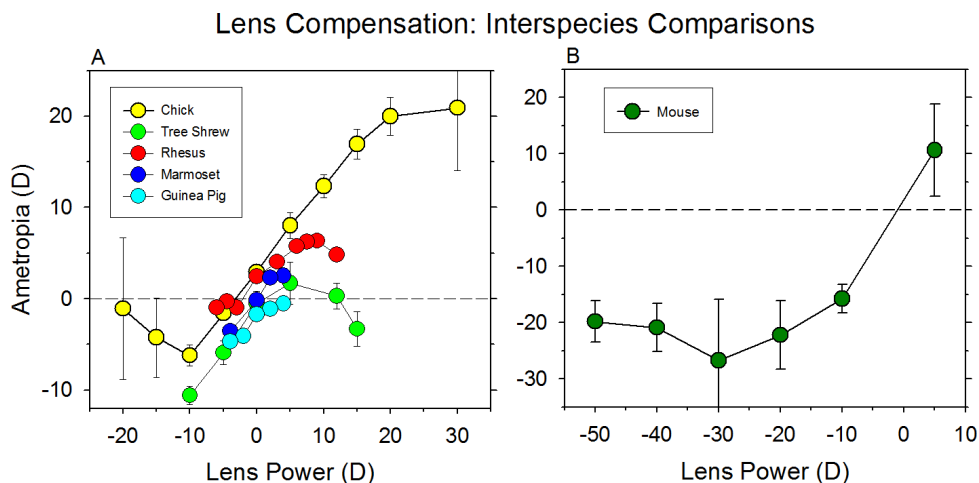 Lens Compensation: Interspecies Comparisons
A
B
Chick
Tree Shrew
Rhesus
Marmoset
Guinea Pig
Mouse
Ametropia (D)
20
10
0
-10
20
10
0
-10
-20
-30
-20 -10 0 10 20 30
-50 -40 -30 -20 -10 0 10
Lens Power (D)
Lens Power (D)